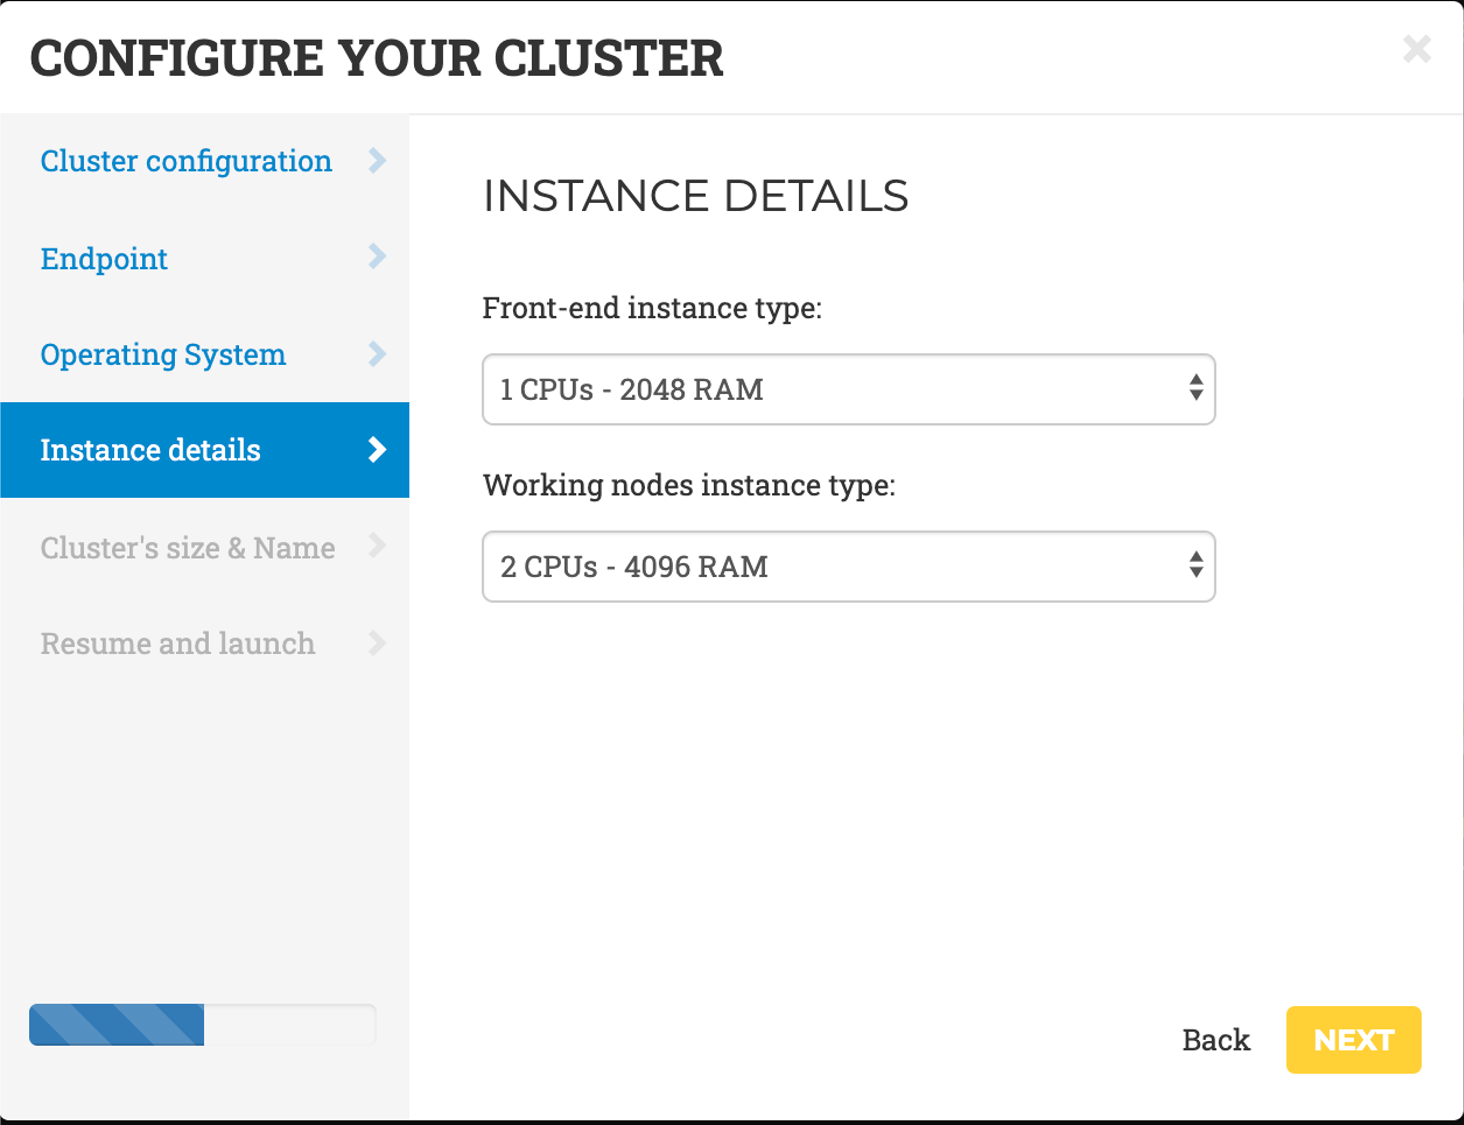 CONFIGURE YOUR CLUSTER
Cluster configuration
Endpoint
Operating System
Instance details
Cluster's size & Name
Resume and launch
INSTANCE DETAILS
Front-end instance type:
1 CPUs - 2048 RAM
Working nodes instance type:
2 CPUs - 4096 RAM
Back
NEXT